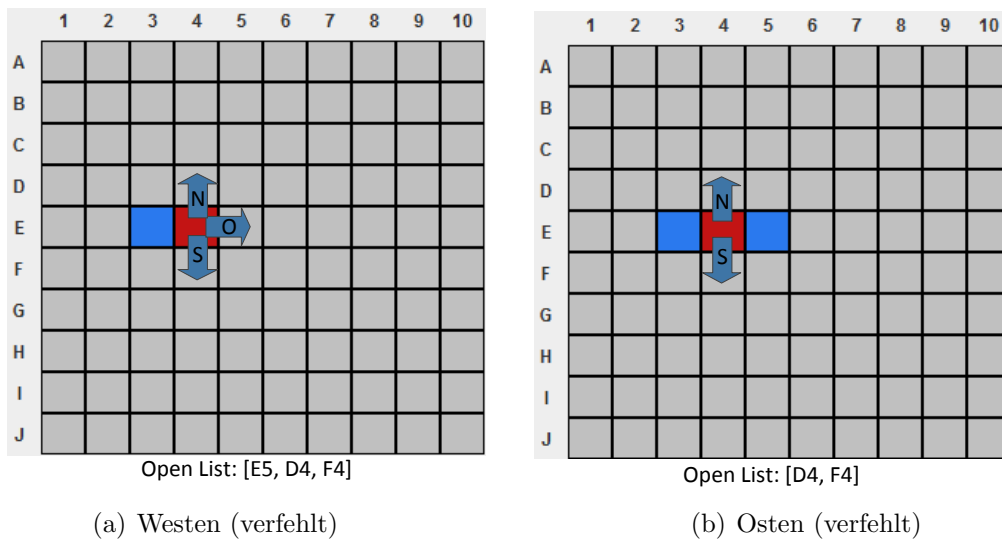 1 2 3 4 5 6 7 8 9 10
A
B
C
D
E
F
G
H
I
J
N
O
S
Open List: [E5, D4, F4]
(a) Westen (verfehlt)
1 2 3 4 5 6 7 8 9 10
A
B
C
D
E
F
G
H
I
J
N
S
Open List: [D4, F4]
(b) Osten (verfehlt)